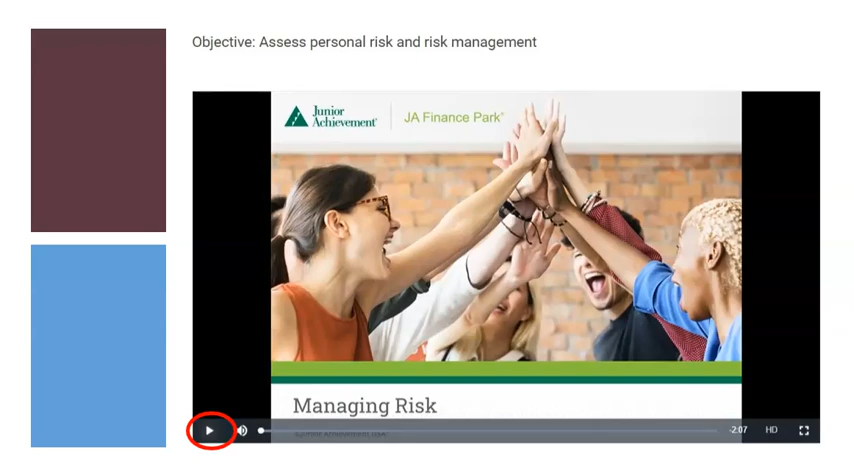 Objective: Assess personal risk and risk management
Junior
Achievement®
JA Finance Park®
Managing Risk
-2:07
HD